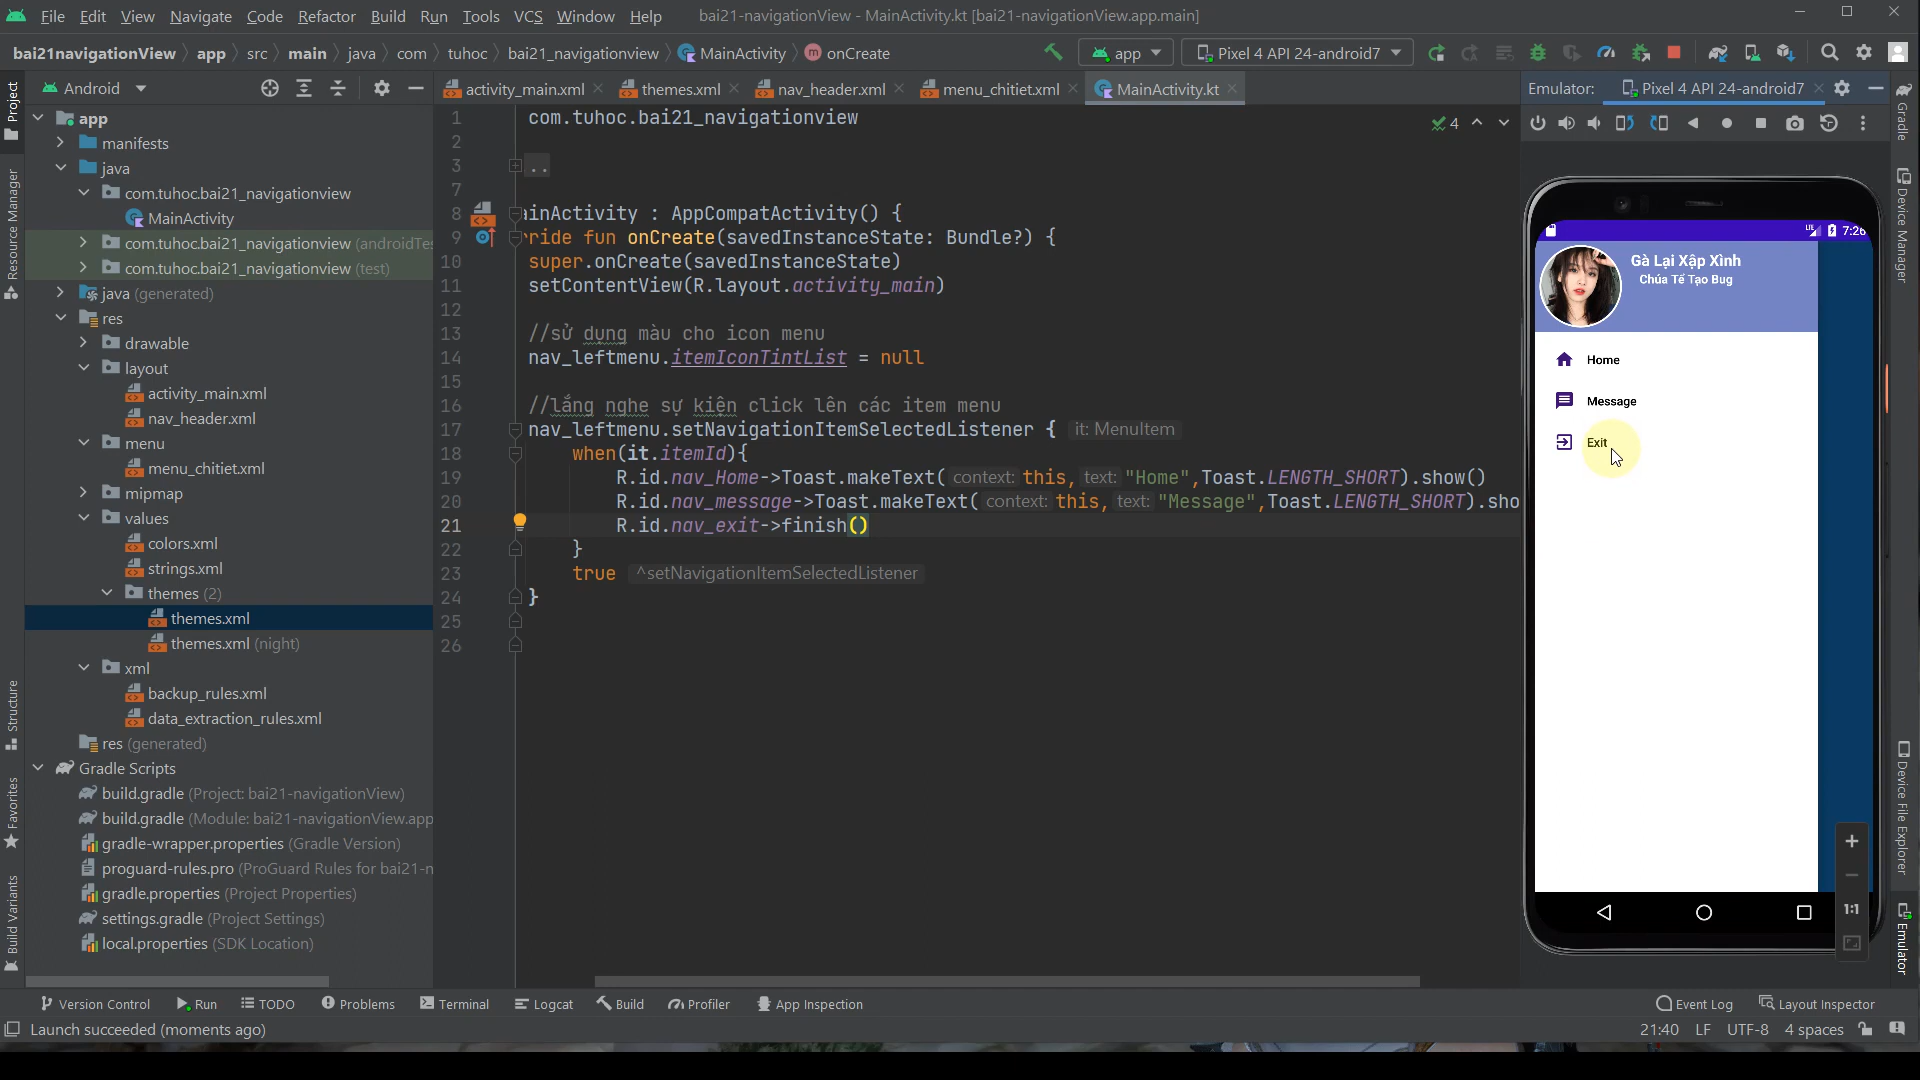 File Edit View Navigate Code Refactor Build Run Tools VCS Window Help bai21-navigationView - MainActivity.kt [bai21-navigationView.app.main]
bai21navigationView app src main java com tuhoc bai21_navigationview MainActivity onCreate app Pixel 4 API 24-android7
Android activity_main.xml themes.xml nav_header.xml menu_chitiet.xml MainActivity.kt Emulator: Pixel 4 API 24-android7
Project
Resource Manager
Structure
Favorites
Build Variants
app
manifests
java
com.tuhoc.bai21_navigationview
MainActivity
com.tuhoc.bai21_navigationview (androidTes
com.tuhoc.bai21_navigationview (test)
java (generated)
res
drawable
layout
activity_main.xml
nav_header.xml
menu
menu_chitiet.xml
mipmap
values
colors.xml
strings.xml
themes (2)
themes.xml
themes.xml (night)
xml
backup_rules.xml
data_extraction_rules.xml
res (generated)
Gradle Scripts
build.gradle (Project: bai21-navigationView)
build.gradle (Module: bai21-navigationView.app
gradle-wrapper.properties (Gradle Version)
proguard-rules.pro (ProGuard Rules for bai21-n
gradle.properties (Project Properties)
settings.gradle (Project Settings)
local.properties (SDK Location)
1 com.tuhoc.bai21_navigationview
2
3 ..
7
8 ainActivity : AppCompatActivity() {
9 ride fun onCreate(savedInstanceState: Bundle?) {
10 super.onCreate(savedInstanceState)
11 setContentView(R.layout.activity_main)
12
13 //sử dụng màu cho icon menu
14 nav_leftmenu.itemIconTintList = null
15
16 //lắng nghe sự kiện click lên các item menu
17 nav_leftmenu.setNavigationItemSelectedListener { it: MenuItem
18 when(it.itemId){
19 R.id.nav_Home->Toast.makeText( context: this, text: "Home",Toast.LENGTH_SHORT).show()
20 R.id.nav_message->Toast.makeText( context: this, text: "Message",Toast.LENGTH_SHORT).sho
21 R.id.nav_exit->finish()
22 }
23 true ^setNavigationItemSelectedListener
24 }
25
26
4
LTE 7:26
Gà Lại Xập Xình
Chúa Tể Tạo Bug
Home
Message
Exit
1:1
Gradle
Device Manager
Device File Explorer
Emulator
Version Control Run TODO Problems Terminal Logcat Build Profiler App Inspection Event Log Layout Inspector
Launch succeeded (moments ago) 21:40 LF UTF-8 4 spaces